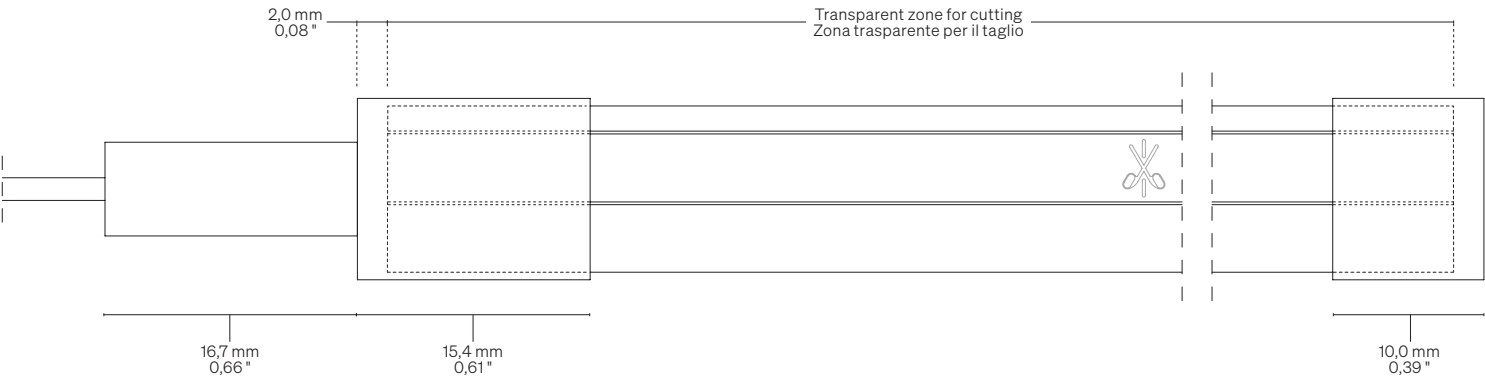 2,0 mm
0,08 "
Transparent zone for cutting
Zona trasparente per il taglio
16,7 mm
0,66 "
15,4 mm
0,61 "
10,0 mm
0,39 "